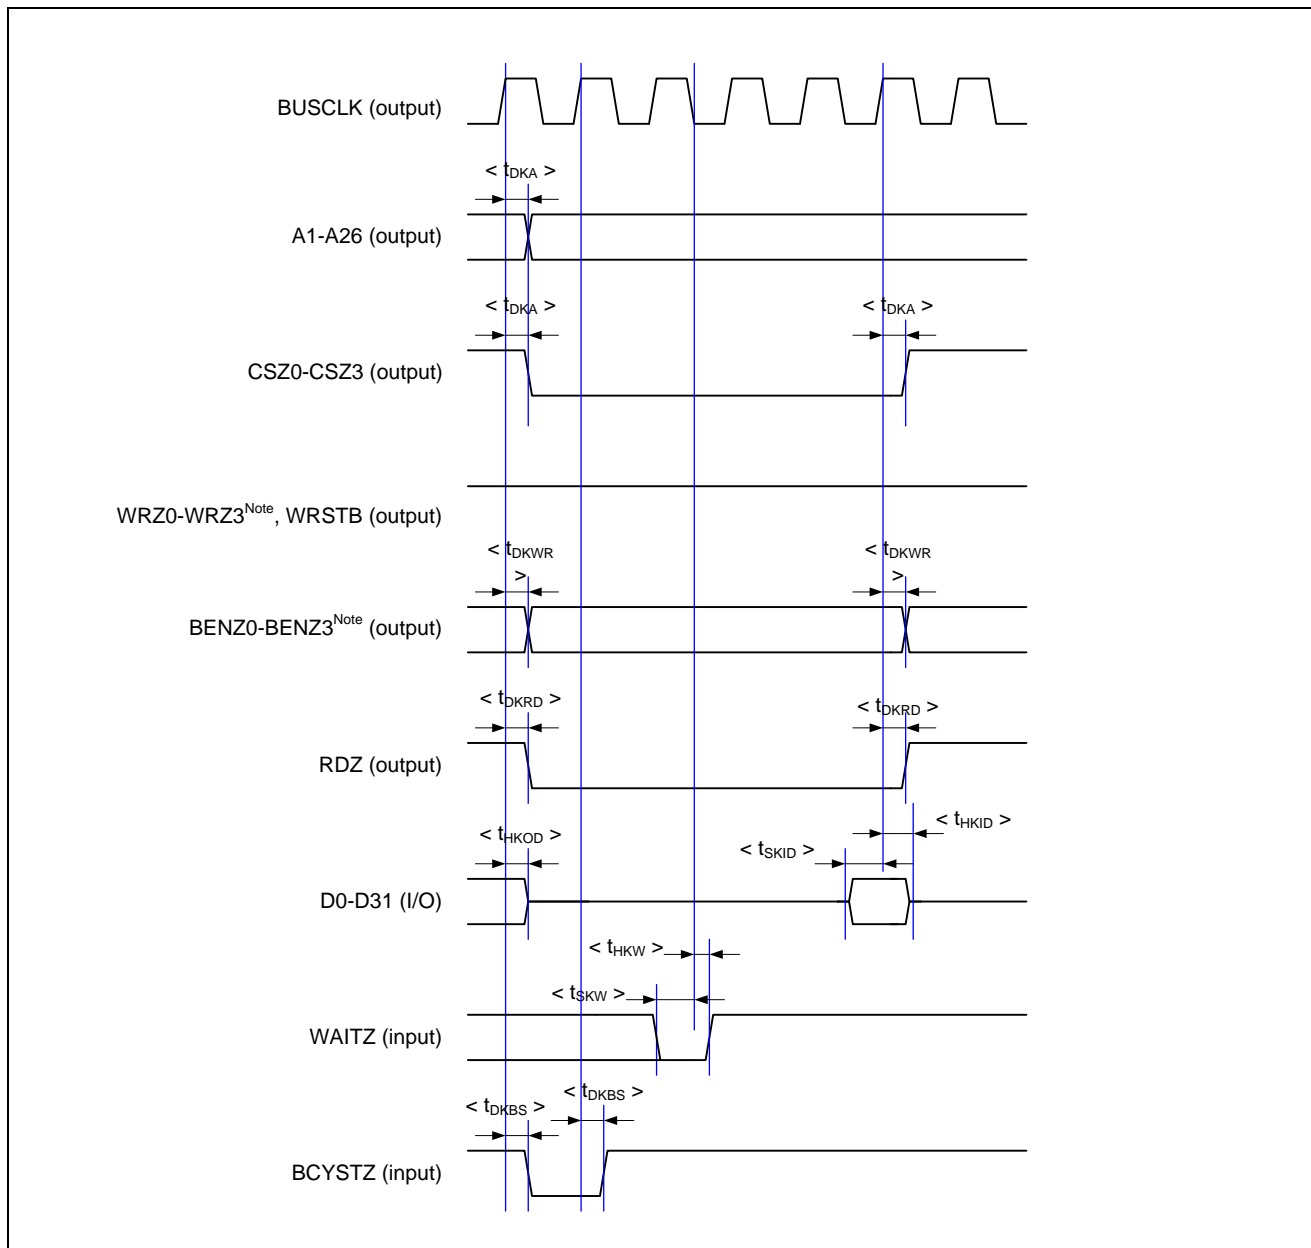 BUSCLK (output)
< tDKA >
A1-A26 (output)
< tDKA > < tDKA >
CSZ0-CSZ3 (output)
WRZ0-WRZ3Note, WRSTB (output)
< tDKWR > < tDKWR >
BENZ0-BENZ3Note (output)
< tDKRD > < tDKRD >
RDZ (output)
< tHKID >
< tHKOD > < tSKID >
D0-D31 (I/O)
< tHKW >
< tSKW >
WAITZ (input)
< tDKBS >
< tDKBS >
BCYSTZ (input)